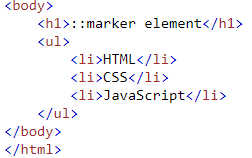 <body>
<h1>::marker element</h1>
<ul>
<li>HTML</li>
<li>CSS</li>
<li>JavaScript</li>
</ul>
</body>
</html>